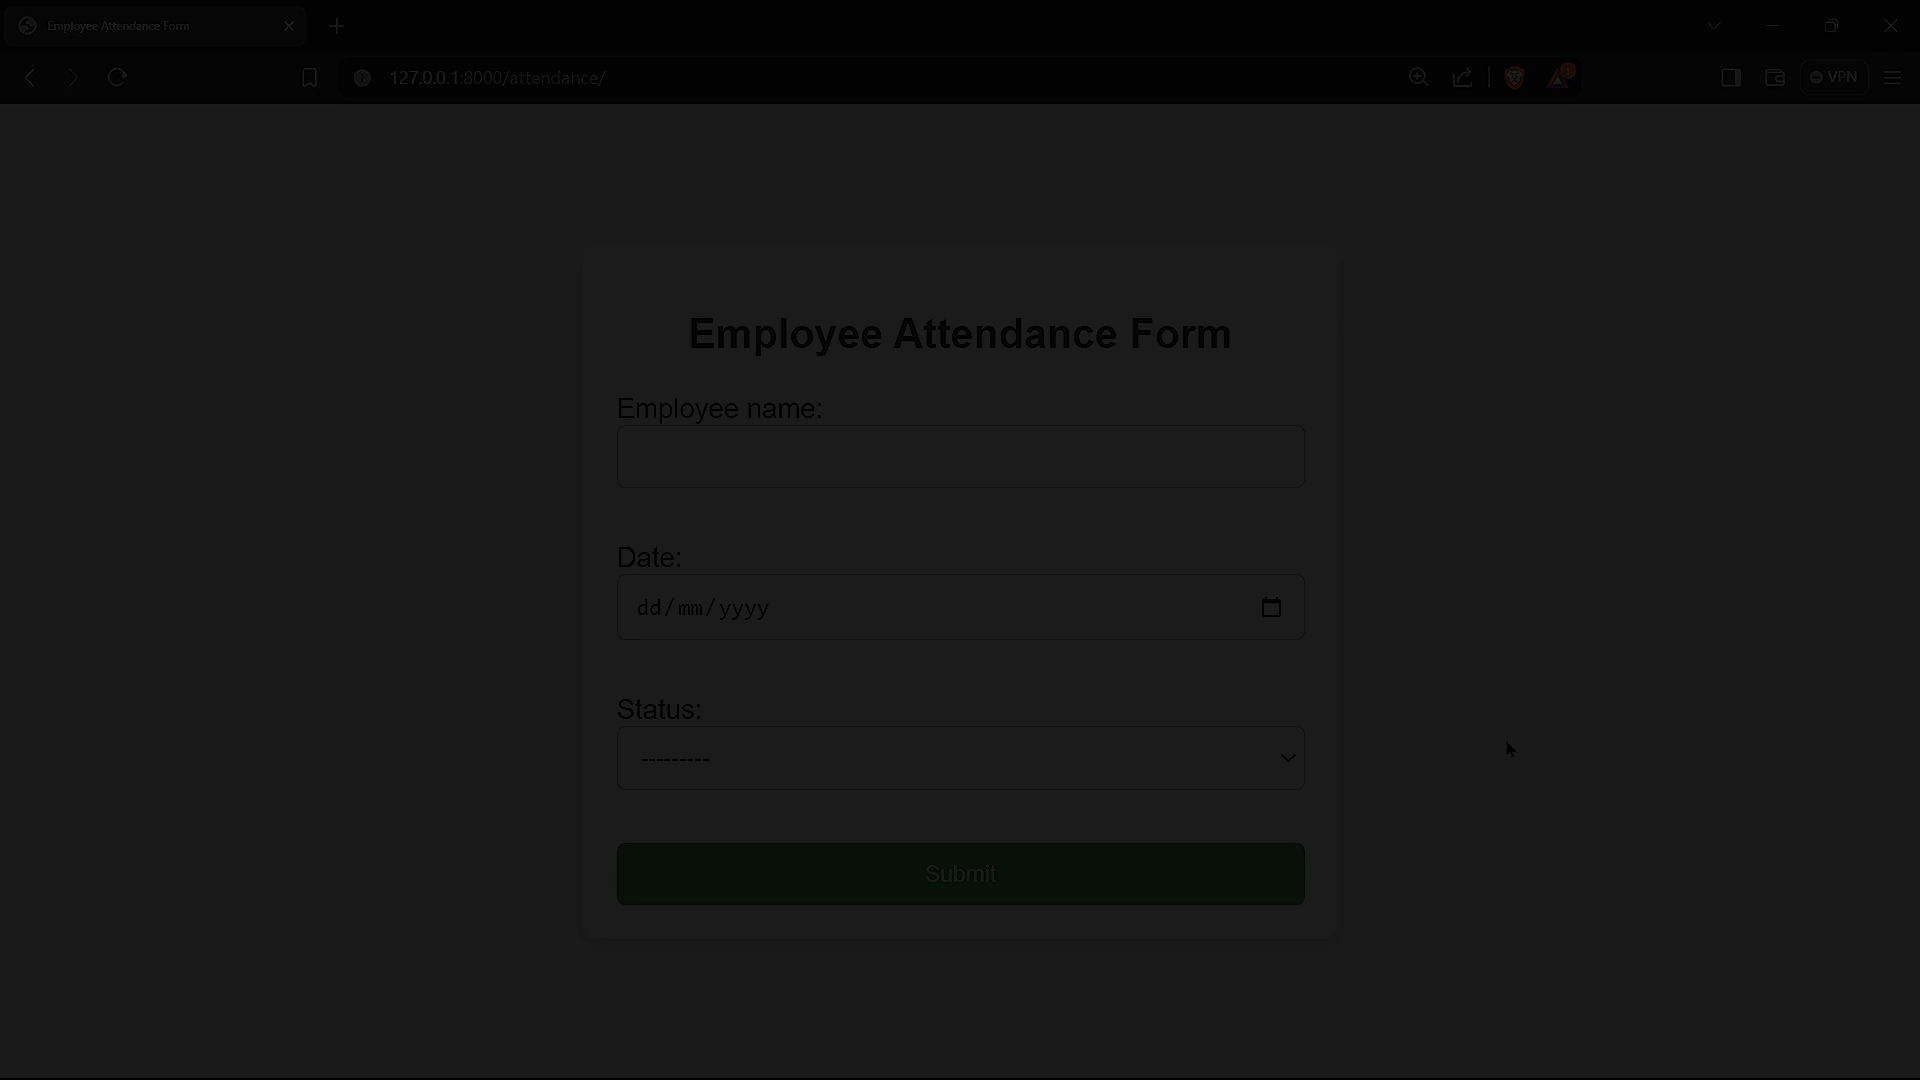 Employee Attendance Form
127.0.0.1:8000/attendance/
VPN
Employee Attendance Form
Employee name:
Date:
dd/mm/yyyy
Status:
---------
Submit